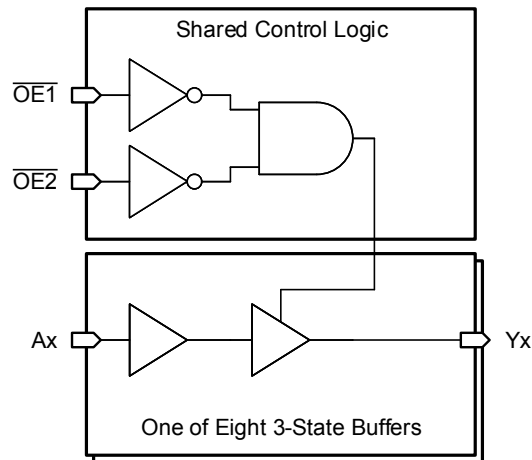 Shared Control Logic
OE1
OE2
Ax
Yx
One of Eight 3-State Buffers